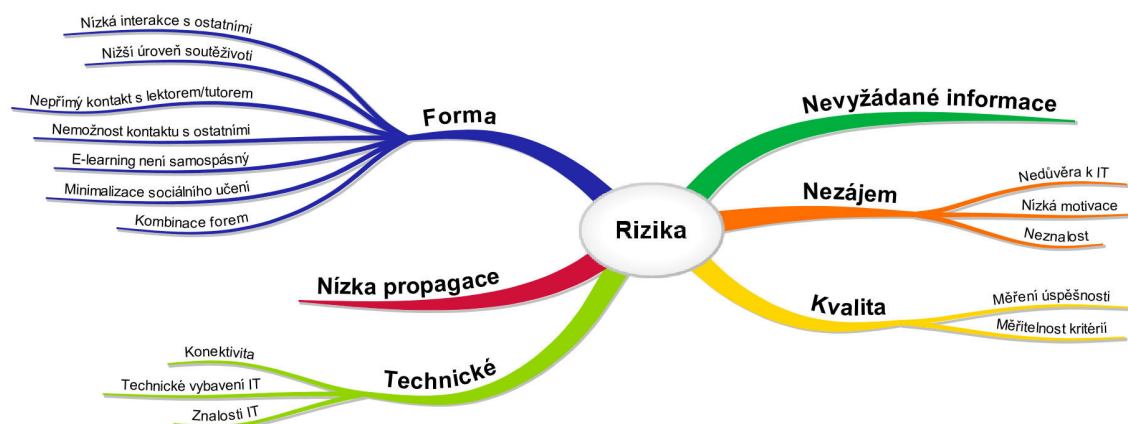 Rizika
Forma
Nízká interakce s ostatními
Nižší úroveň soutěživoti
Nepřímý kontakt s lektorem/tutorem
Nemožnost kontaktu s ostatními
E-learning není samospásný
Minimalizace sociálního učení
Kombinace forem
Nízka propagace
Technické
Konektivita
Technické vybavení IT
Znalosti IT
Nevyžádané informace
Nezájem
Nedůvěra k IT
Nízká motivace
Neznalost
Kvalita
Měření úspěšnosti
Měřitelnost kritérií